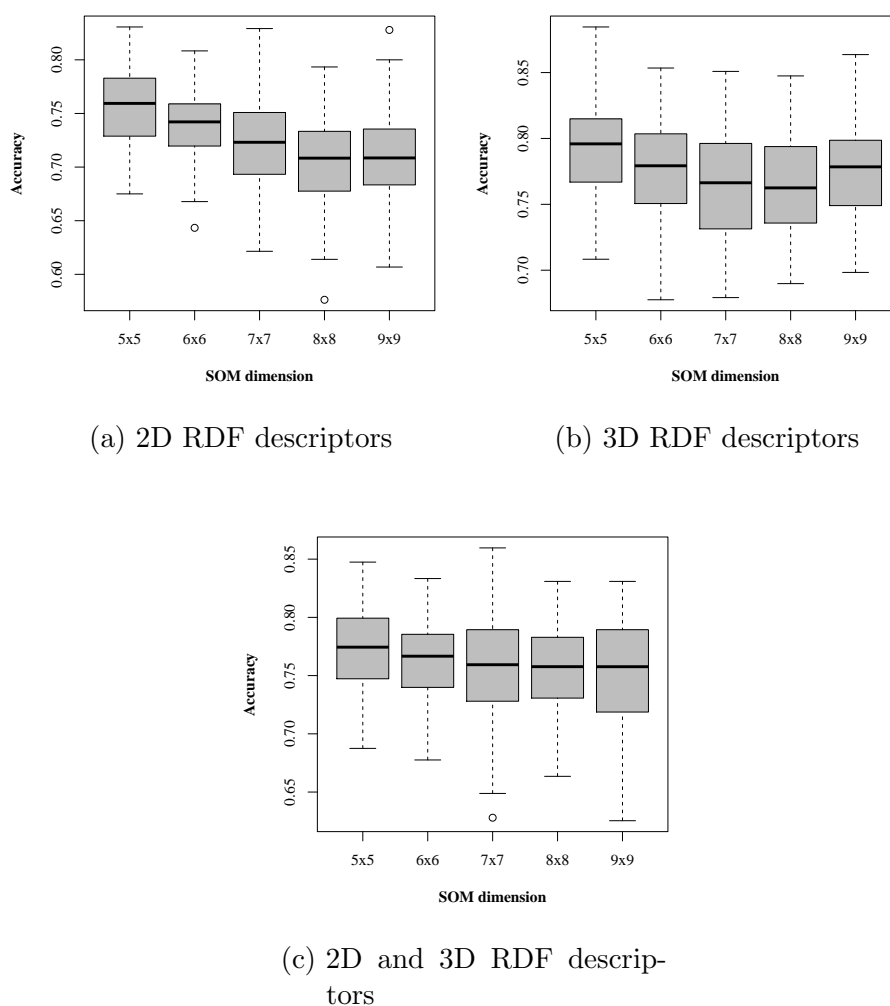 0.80
0.75
0.70
0.65
0.60
Accuracy
5x5 6x6 7x7 8x8 9x9
SOM dimension
(a) 2D RDF descriptors
0.85
0.80
0.75
0.70
Accuracy
5x5 6x6 7x7 8x8 9x9
SOM dimension
(b) 3D RDF descriptors
0.85
0.80
0.75
0.70
0.65
Accuracy
5x5 6x6 7x7 8x8 9x9
SOM dimension
(c) 2D and 3D RDF descrip-
tors